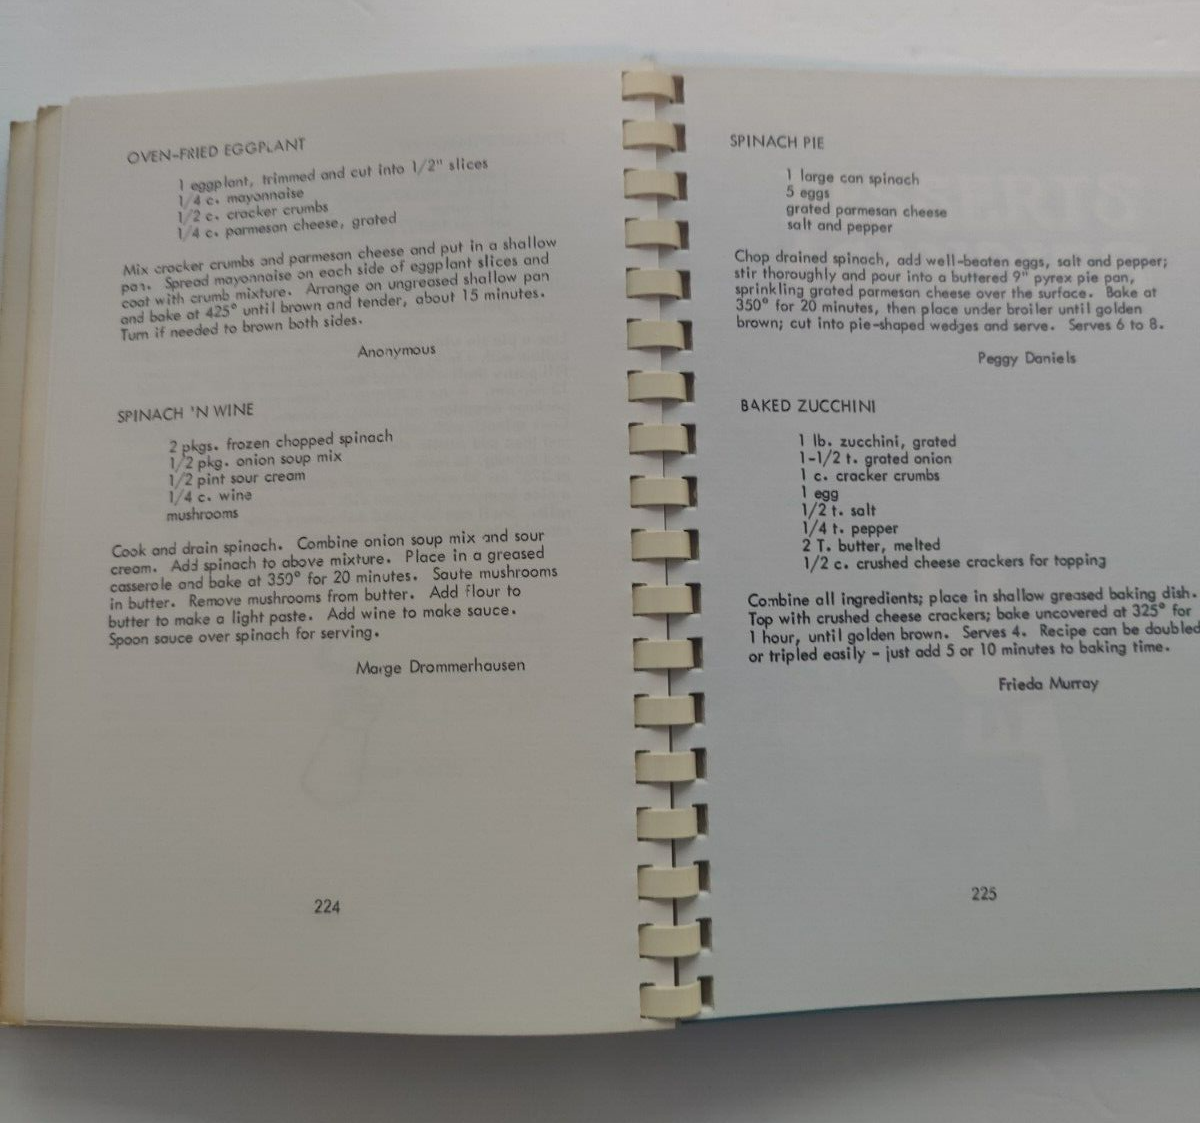 OVEN-FRIED EGGPLANT
1 eggplant, trimmed and cut into 1/2" slices
1/4 c. mayonnaise
1/2 c. cracker crumbs
1/4 c. parmesan cheese, grated
Mix cracker crumbs and parmesan cheese and put in a shallow
pan. Spread mayonnaise on each side of eggplant slices and
coat with crumb mixture. Arrange on ungreased shallow pan
and bake at 425° until brown and tender, about 15 minutes.
Turn if needed to brown both sides.
Anonymous
SPINACH 'N WINE
2 pkgs. frozen chopped spinach
1/2 pkg. onion soup mix
1/2 pint sour cream
1/4 c. wine
mushrooms
Cook and drain spinach. Combine onion soup mix and sour
cream. Add spinach to above mixture. Place in a greased
casserole and bake at 350° for 20 minutes. Saute mushrooms
in butter. Remove mushrooms from butter. Add flour to
butter to make a light paste. Add wine to make sauce.
Spoon sauce over spinach for serving.
Marge Drommerhausen
224
SPINACH PIE
1 large can spinach
5 eggs
grated parmesan cheese
salt and pepper
Chop drained spinach, add well-beaten eggs, salt and pepper;
stir thoroughly and pour into a buttered 9" pyrex pie pan,
sprinkling grated parmesan cheese over the surface. Bake at
350° for 20 minutes, then place under broiler until golden
brown; cut into pie-shaped wedges and serve. Serves 6 to 8.
Peggy Daniels
BAKED ZUCCHINI
1 lb. zucchini, grated
1-1/2 t. grated onion
1 c. cracker crumbs
1 egg
1/2 t. salt
1/4 t. pepper
2 T. butter, melted
1/2 c. crushed cheese crackers for topping
Combine all ingredients; place in shallow greased baking dish.
Top with crushed cheese crackers; bake uncovered at 325° for
1 hour, until golden brown. Serves 4. Recipe can be doubled
or tripled easily - just add 5 or 10 minutes to baking time.
Frieda Murray
225